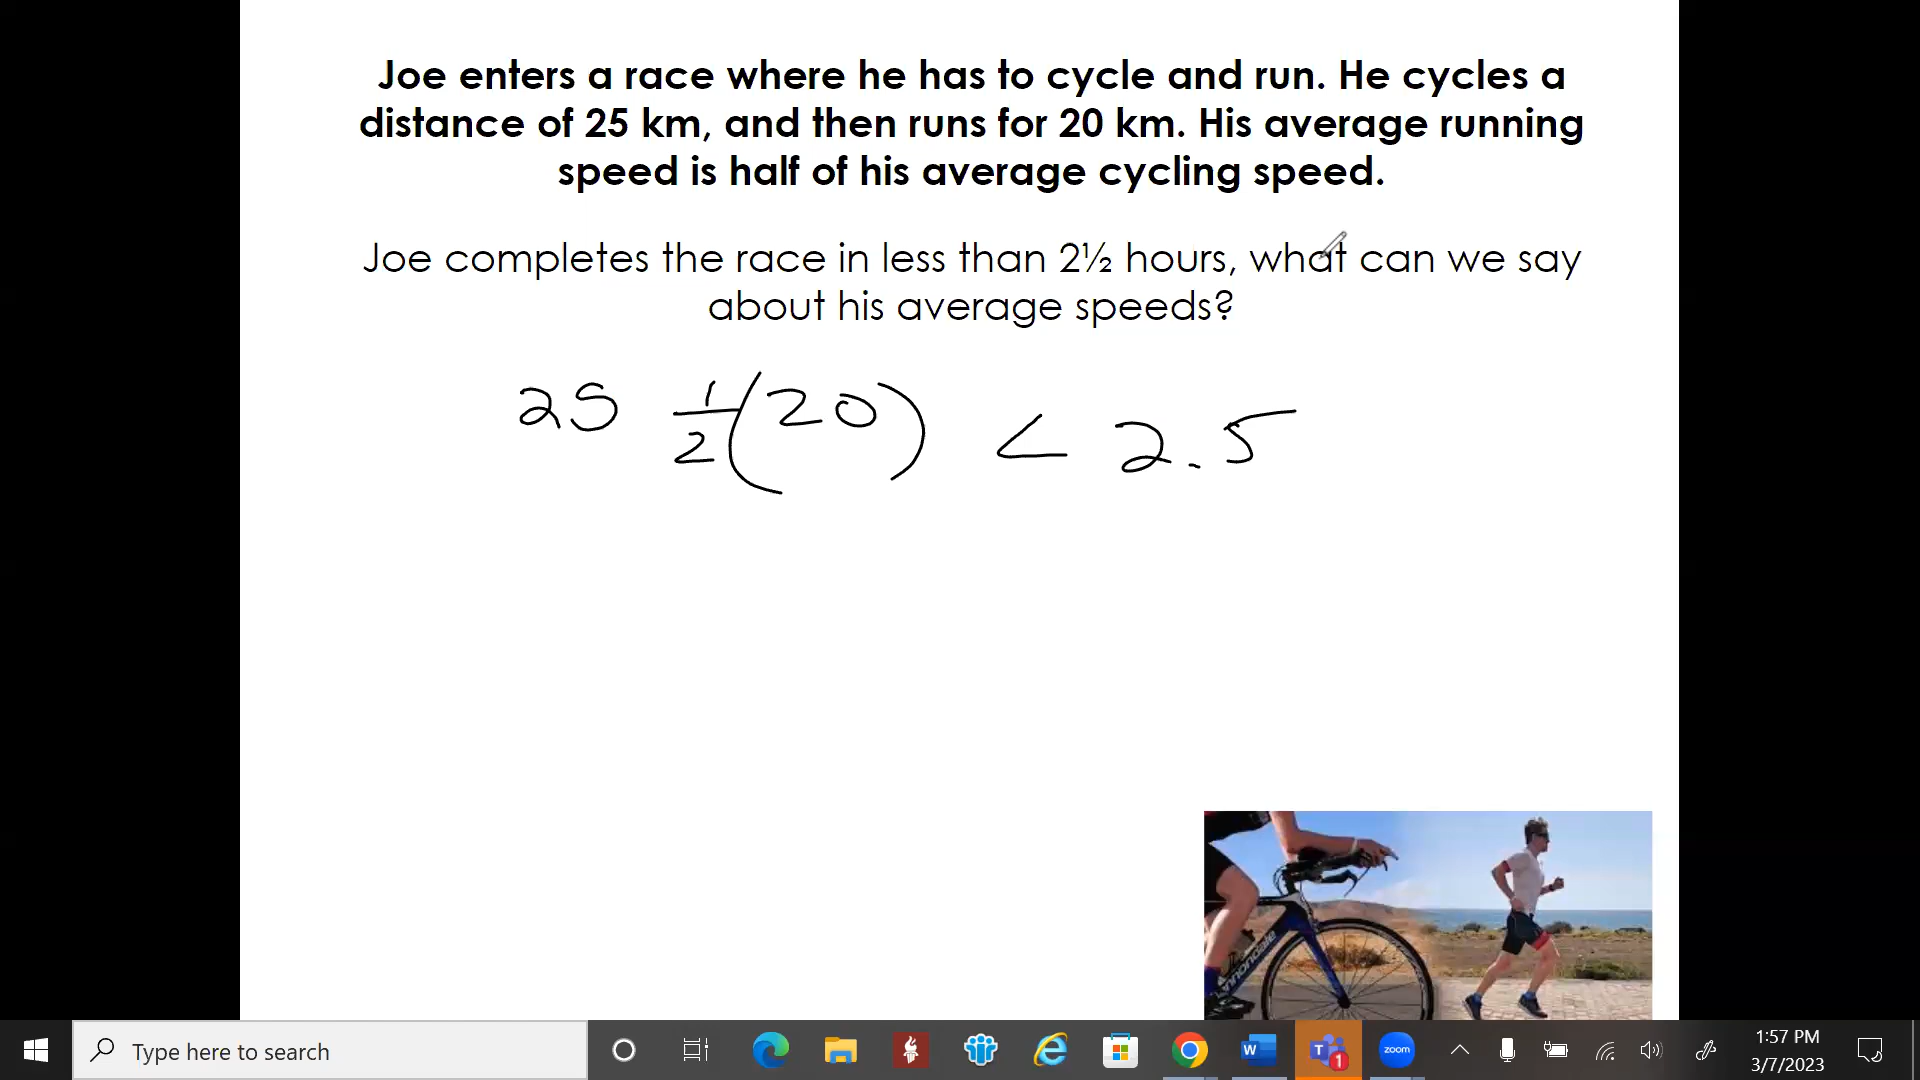 Joe enters a race where he has to cycle and run. He cycles a
distance of 25 km, and then runs for 20 km. His average running
speed is half of his average cycling speed.
Joe completes the race in less than 2½ hours, what can we say
about his average speeds?
25 1/2(20) < 2.5
cannondale
Type here to search
W
T
1
zoom
1:57 PM
3/7/2023